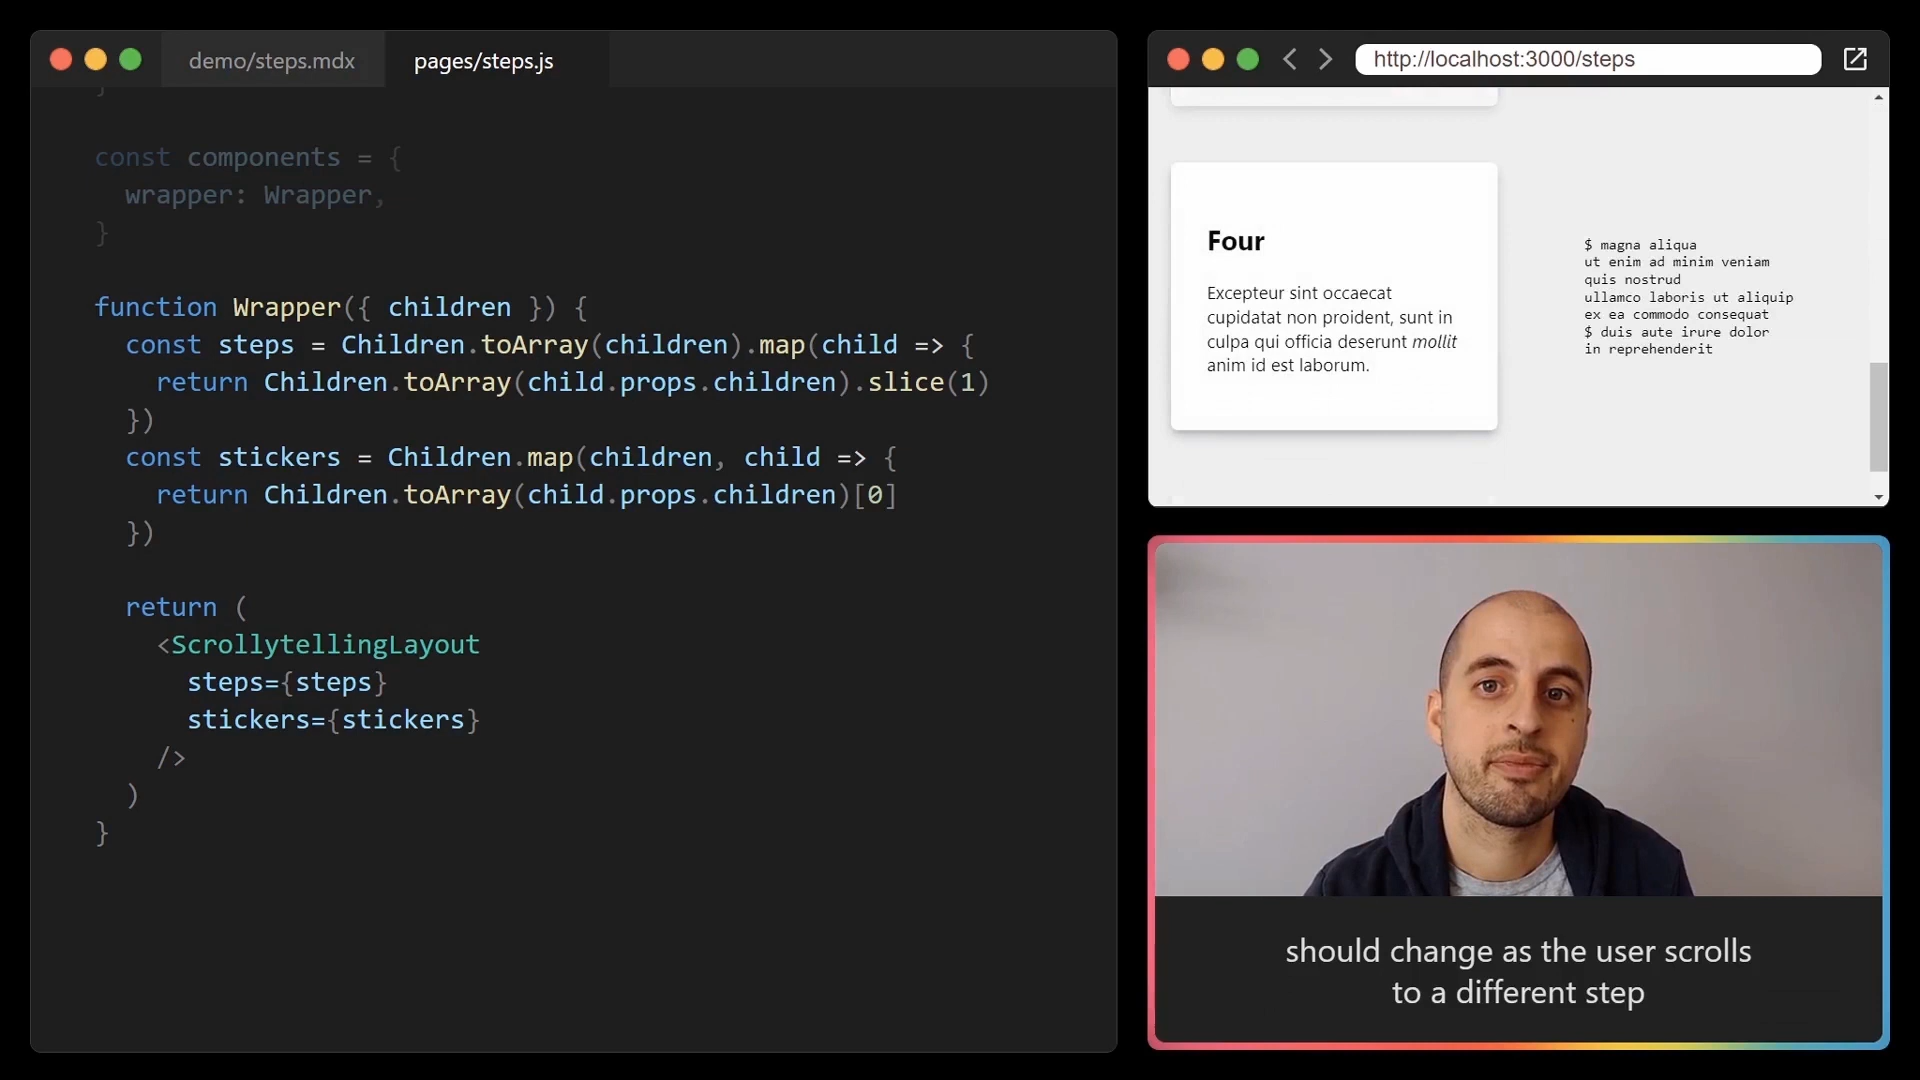 demo/steps.mdx
pages/steps.js
}
const components = {
  wrapper: Wrapper,
}
function Wrapper({ children }) {
  const steps = Children.toArray(children).map(child => {
    return Children.toArray(child.props.children).slice(1)
  })
  const stickers = Children.map(children, child => {
    return Children.toArray(child.props.children)[0]
  })
  return (
    <ScrollytellingLayout
      steps={steps}
      stickers={stickers}
    />
  )
}
http://localhost:3000/steps
Four
Excepteur sint occaecat
cupidatat non proident, sunt in
culpa qui officia deserunt mollit
anim id est laborum.
$ magna aliqua
ut enim ad minim veniam
quis nostrud
ullamco laboris ut aliquip
ex ea commodo consequat
$ duis aute irure dolor
in reprehenderit
should change as the user scrolls
to a different step